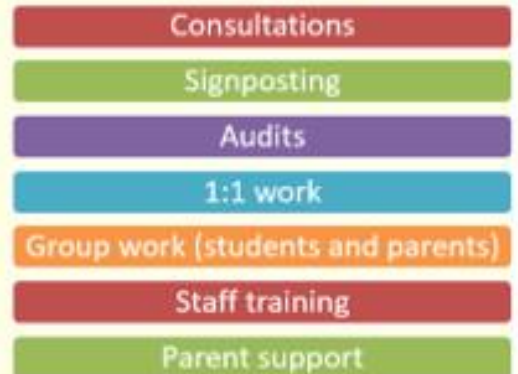 Consultations
Signposting
Audits
1:1 work
Group work (students and parents)
Staff training
Parent support